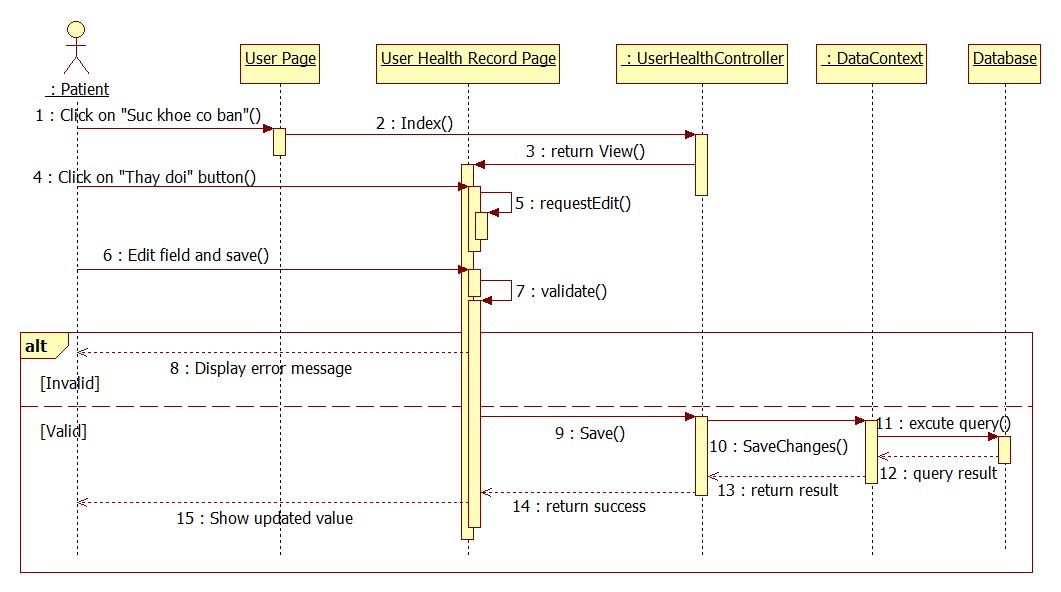 User Page
User Health Record Page
: UserHealthController
: DataContext
Database
: Patient
1 : Click on "Suc khoe co ban"()
2 : Index()
3 : return View()
4 : Click on "Thay doi" button()
5 : requestEdit()
6 : Edit field and save()
7 : validate()
alt
8 : Display error message
[Invalid]
[Valid]
9 : Save()
10 : SaveChanges()
11 : excute query()
12 : query result
13 : return result
14 : return success
15 : Show updated value